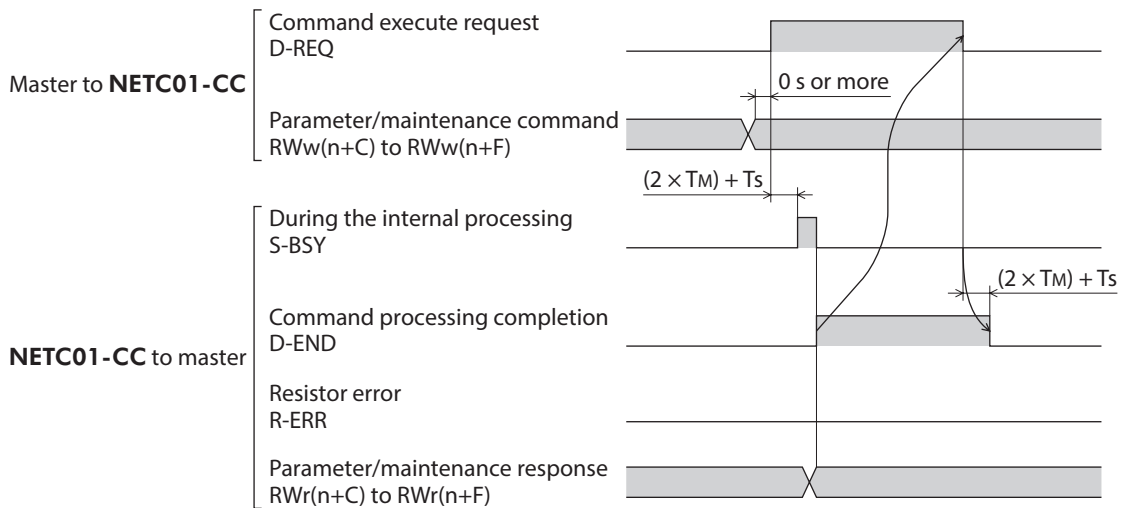 Command execute request
D-REQ
Master to NETC01-CC
0 s or more
Parameter/maintenance command
RWw(n+C) to RWw(n+F)
(2 × TM) + Ts
During the internal processing
S-BSY
(2 × TM) + Ts
Command processing completion
D-END
NETC01-CC to master
Resistor error
R-ERR
Parameter/maintenance response
RWr(n+C) to RWr(n+F)